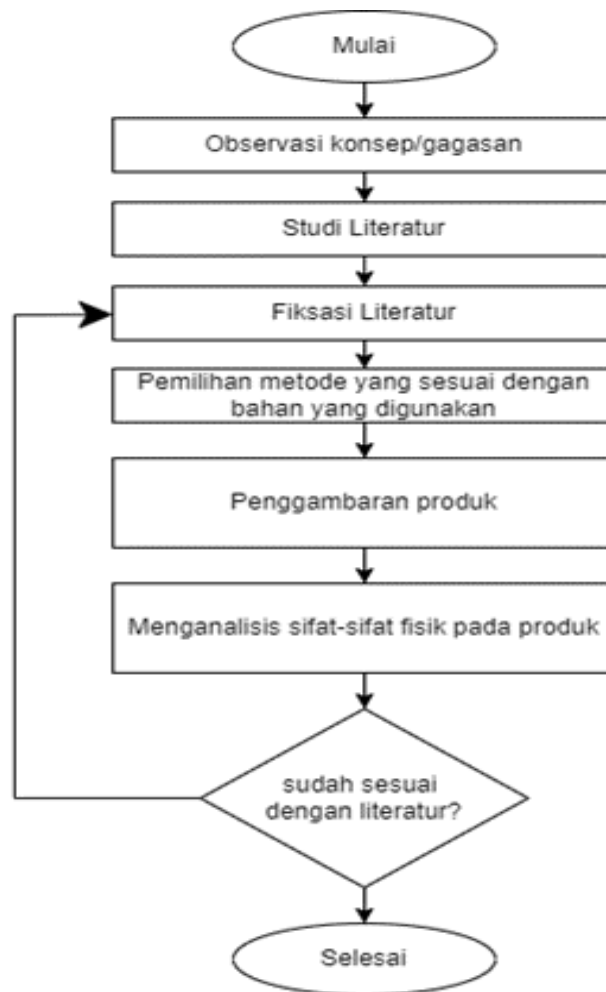 Mulai
Observasi konsep/gagasan
Studi Literatur
Fiksasi Literatur
Pemilihan metode yang sesuai dengan
bahan yang digunakan
Penggambaran produk
Menganalisis sifat-sifat fisik pada produk
sudah sesuai
dengan literatur?
Selesai